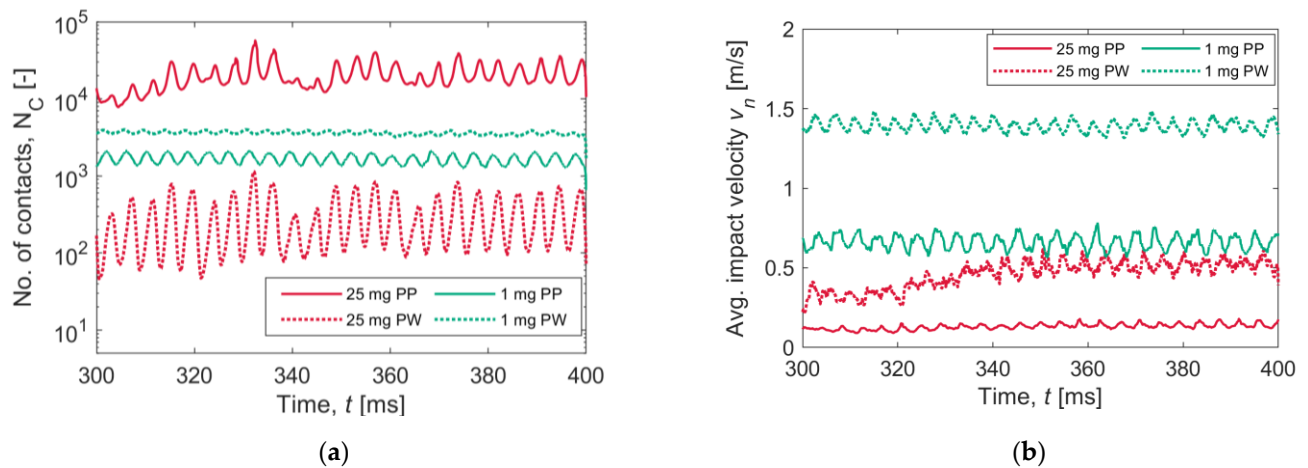 No. of contacts, N_C [-]
10^5
10^4
10^3
10^2
10^1
25 mg PP
1 mg PP
25 mg PW
1 mg PW
300
320
340
360
380
400
Time, t [ms]
(a)
Avg. impact velocity v_n [m/s]
2
1.5
1
0.5
0
25 mg PP
1 mg PP
25 mg PW
1 mg PW
300
320
340
360
380
400
Time, t [ms]
(b)